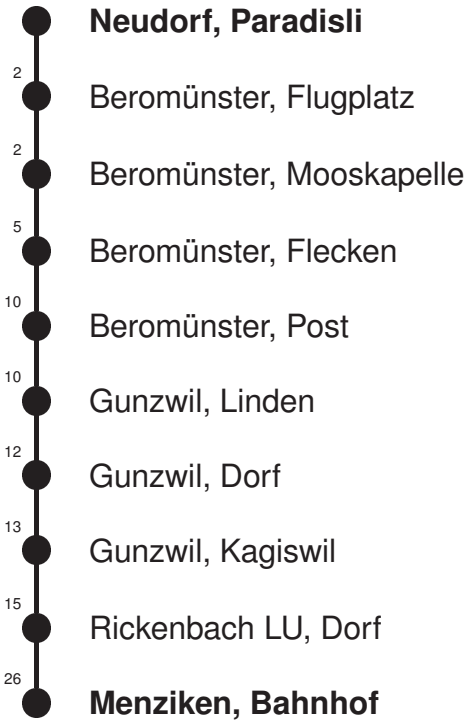 Neudorf, Paradisli
2
Beromünster, Flugplatz
2
Beromünster, Mooskapelle
5
Beromünster, Flecken
10
Beromünster, Post
10
Gunzwil, Linden
12
Gunzwil, Dorf
13
Gunzwil, Kagiswil
15
Rickenbach LU, Dorf
26
Menziken, Bahnhof